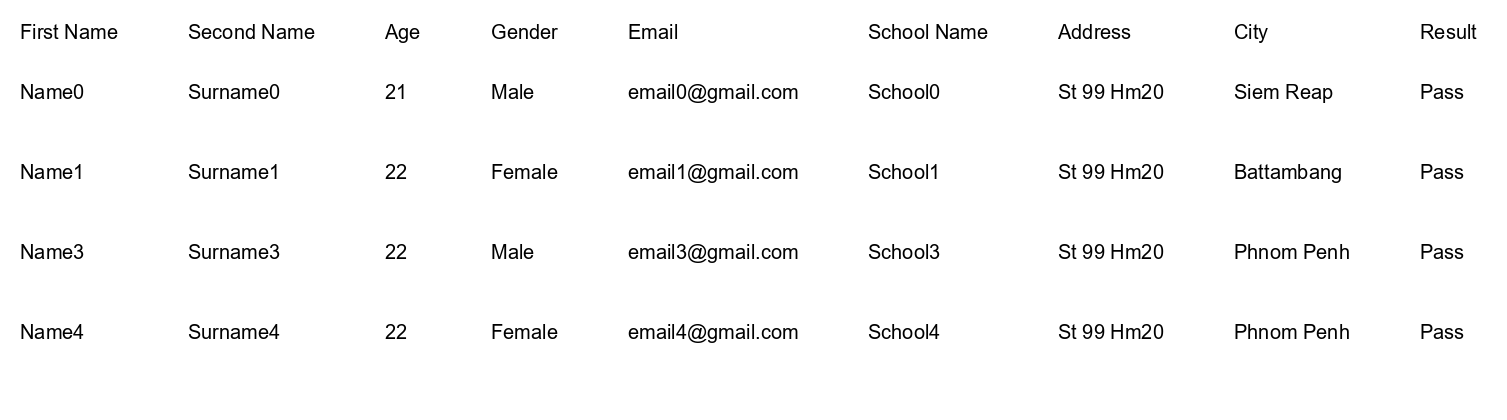 First Name Second Name Age Gender Email School Name Address City Result
Name0 Surname0 21 Male email0@gmail.com School0 St 99 Hm20 Siem Reap Pass
Name1 Surname1 22 Female email1@gmail.com School1 St 99 Hm20 Battambang Pass
Name3 Surname3 22 Male email3@gmail.com School3 St 99 Hm20 Phnom Penh Pass
Name4 Surname4 22 Female email4@gmail.com School4 St 99 Hm20 Phnom Penh Pass